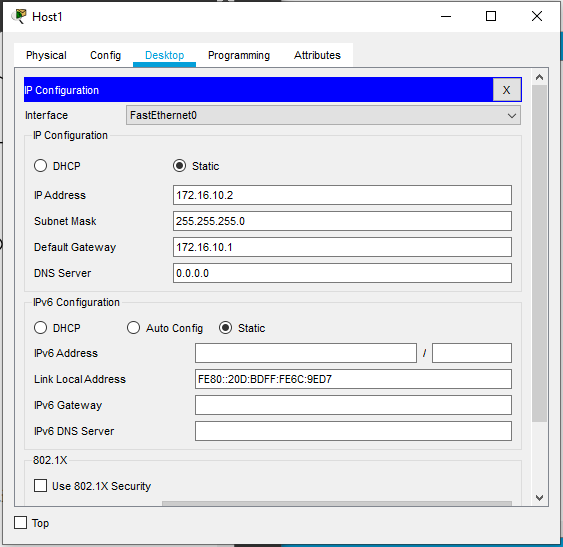 Host1
Physical Config Desktop Programming Attributes
IP Configuration X
Interface FastEthernet0
IP Configuration
DHCP Static
IP Address 172.16.10.2
Subnet Mask 255.255.255.0
Default Gateway 172.16.10.1
DNS Server 0.0.0.0
IPv6 Configuration
DHCP Auto Config Static
IPv6 Address /
Link Local Address FE80::20D:BDFF:FE6C:9ED7
IPv6 Gateway
IPv6 DNS Server
802.1X
Use 802.1X Security
Top